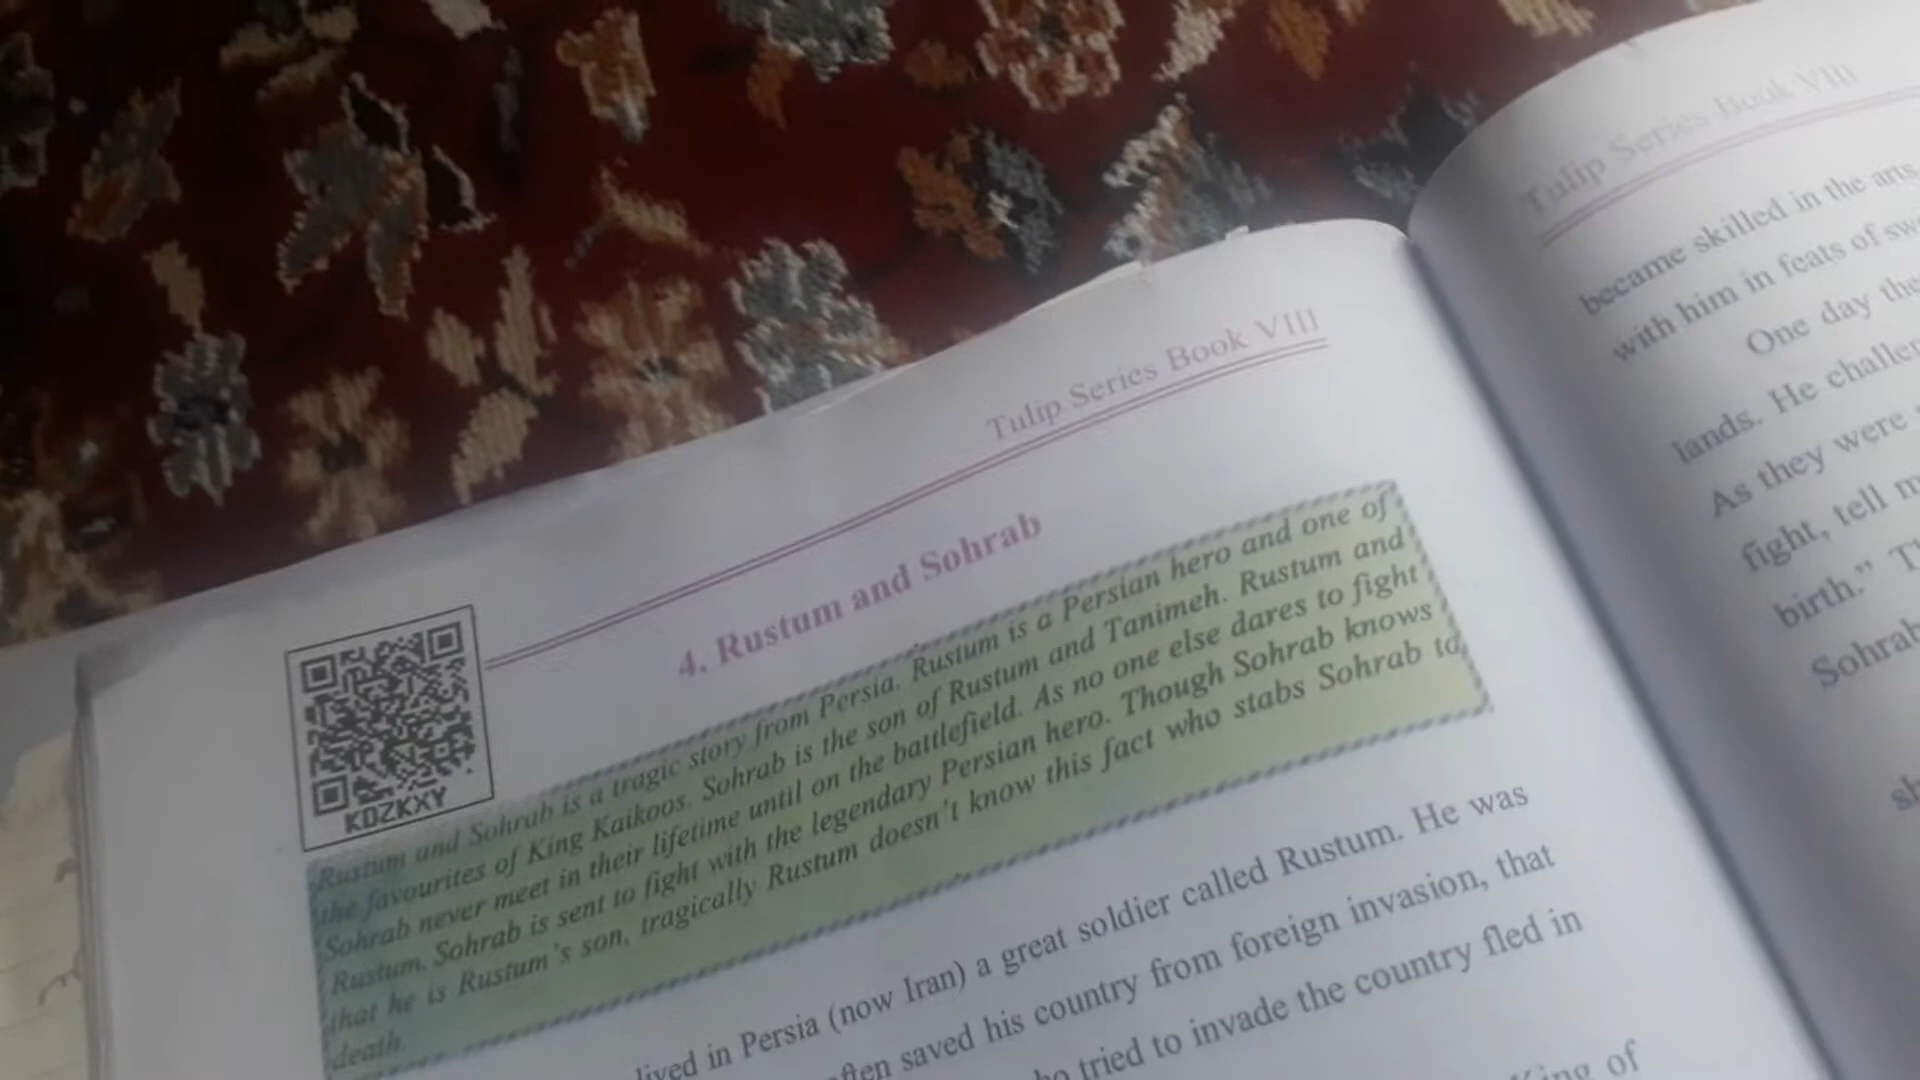 Tulip Series Book VIII
4. Rustum and Sohrab
KDZKXY
Rustum and Sohrab is a tragic story from Persia. Rustum is a Persian hero and one of
the favourites of King Kaikoos. Sohrab is the son of Rustum and Tanimeh. Rustum and
Sohrab never meet in their lifetime until on the battlefield. As no one else dares to fight
Rustum, Sohrab is sent to fight with the legendary Persian hero. Though Sohrab knows
that he is Rustum's son, tragically Rustum doesn't know this fact who stabs Sohrab to
death
lived in Persia (now Iran) a great soldier called Rustum. He was
often saved his country from foreign invasion, that
who tried to invade the country fled in
King of
Tulip Series Book VIII
became skilled in the arts
with him in feats of
One day
lands. He
As they were
fight, tell
birth."
Sohrab